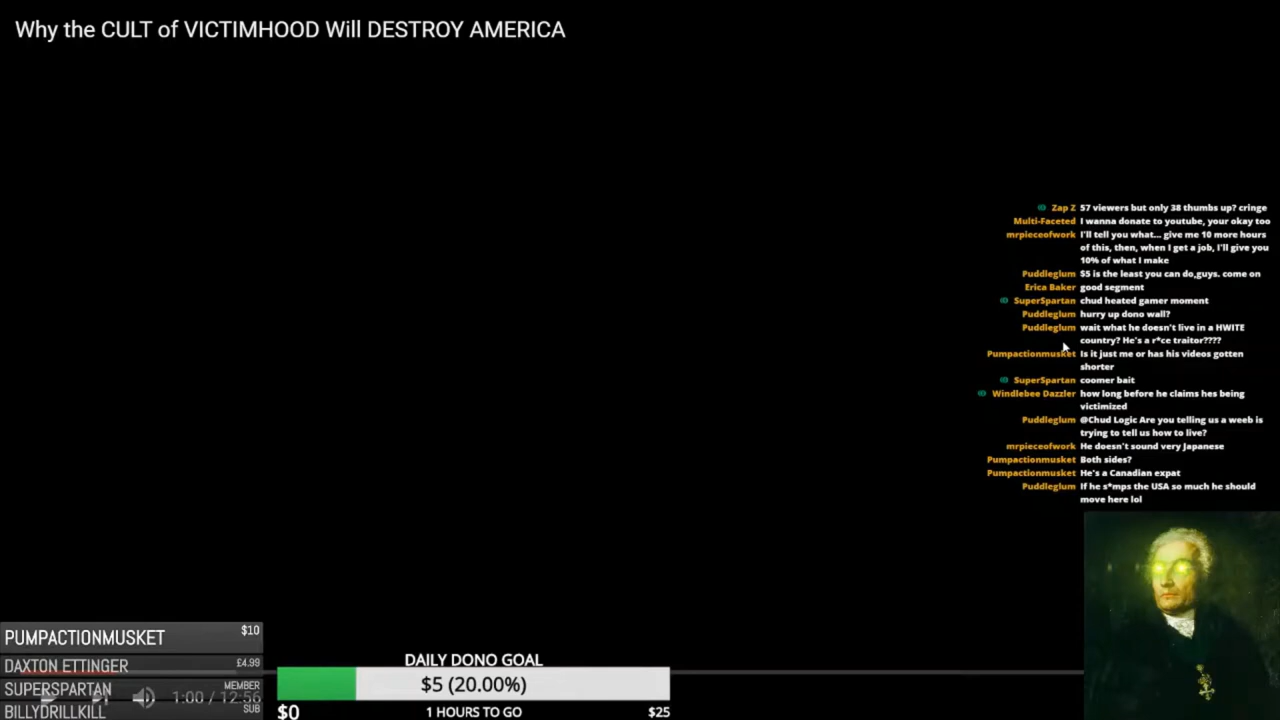 Why the CULT of VICTIMHOOD Will DESTROY AMERICA
Zap Z 57 viewers but only 38 thumbs up? cringe
Multi-Faceted I wanna donate to youtube, your okay too
mrpieceofwork I'll tell you what... give me 10 more hours
of this, then, when I get a job, I'll give you
10% of what I make
Puddleglum $5 is the least you can do,guys. come on
Erica Baker good segment
SuperSpartan chud heated gamer moment
Puddleglum hurry up dono wall?
Puddleglum wait what he doesn't live in a HWITE
country? He's a r*ce traitor????
Pumpactionmusket Is it just me or has his videos gotten
shorter
SuperSpartan coomer bait
Windlebee Dazzler how long before he claims hes being
victimized
Puddleglum @Chud Logic Are you telling us a weeb is
trying to tell us how to live?
mrpieceofwork He doesn't sound very Japanese
Pumpactionmusket Both sides?
Pumpactionmusket He's a Canadian expat
Puddleglum If he s*mps the USA so much he should
move here lol
PUMPACTIONMUSKET $10
DAXTON ETTINGER £4.99
SUPERSPARTAN MEMBER
1:00 / 12:56
BILLYDRILLKILL SUB
DAILY DONO GOAL
$5 (20.00%)
$0 1 HOURS TO GO $25